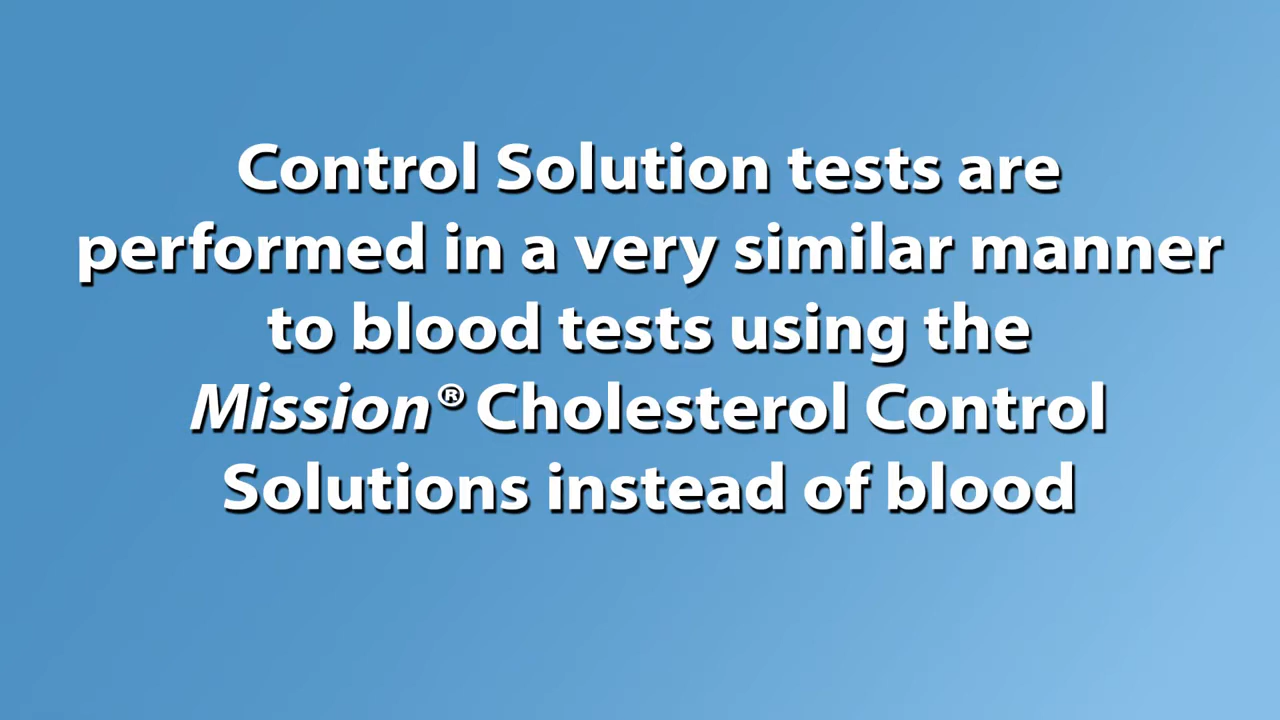 Control Solution tests are
performed in a very similar manner
to blood tests using the
Mission® Cholesterol Control
Solutions instead of blood